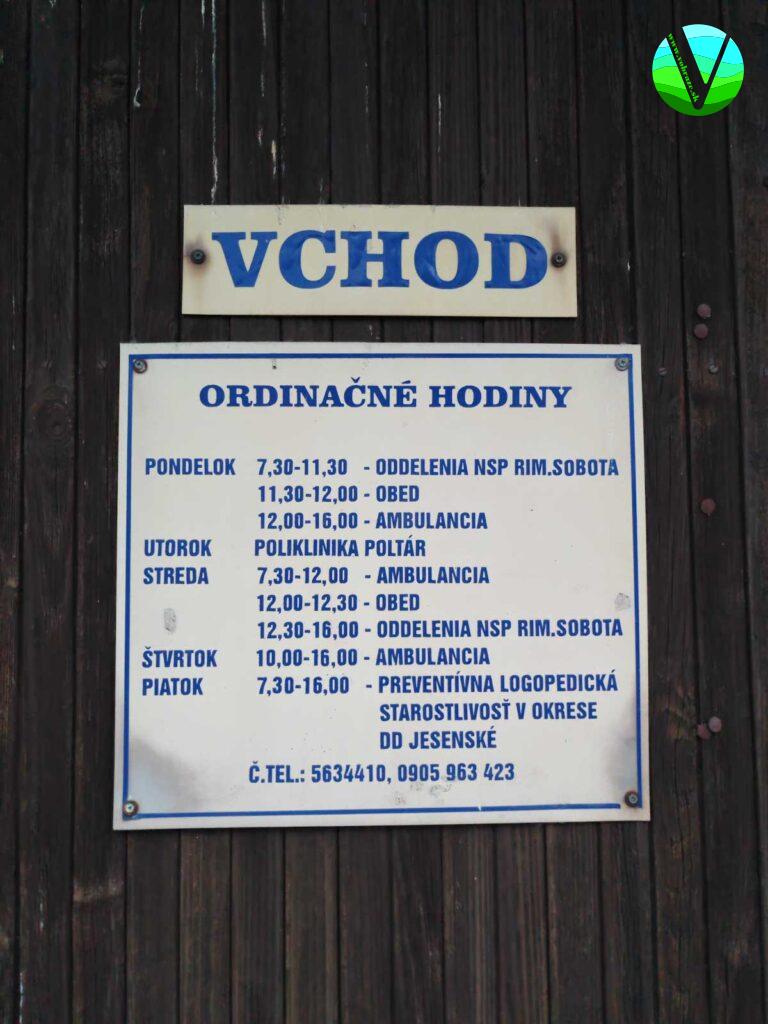 www.vobraze.sk
VCHOD
ORDINAČNÉ HODINY
PONDELOK 7,30-11,30 - ODDELENIA NSP RIM.SOBOTA
11,30-12,00 - OBED
12,00-16,00 - AMBULANCIA
UTOROK POLIKLINIKA POLTÁR
STREDA 7,30-12,00 - AMBULANCIA
12,00-12,30 - OBED
12,30-16,00 - ODDELENIA NSP RIM.SOBOTA
ŠTVRTOK 10,00-16,00 - AMBULANCIA
PIATOK 7,30-16,00 - PREVENTÍVNA LOGOPEDICKÁ
STAROSTLIVOSŤ V OKRESE
DD JESENSKÉ
Č.TEL.: 5634410, 0905 963 423